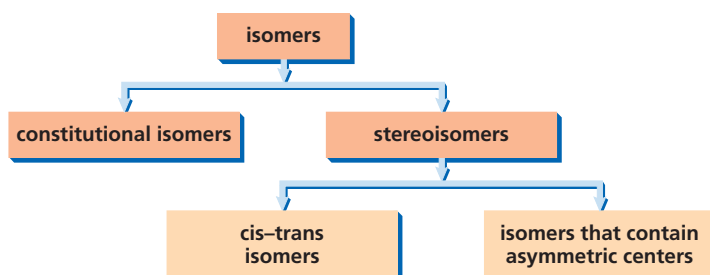 isomers
constitutional isomers
stereoisomers
cis–trans
isomers
isomers that contain
asymmetric centers